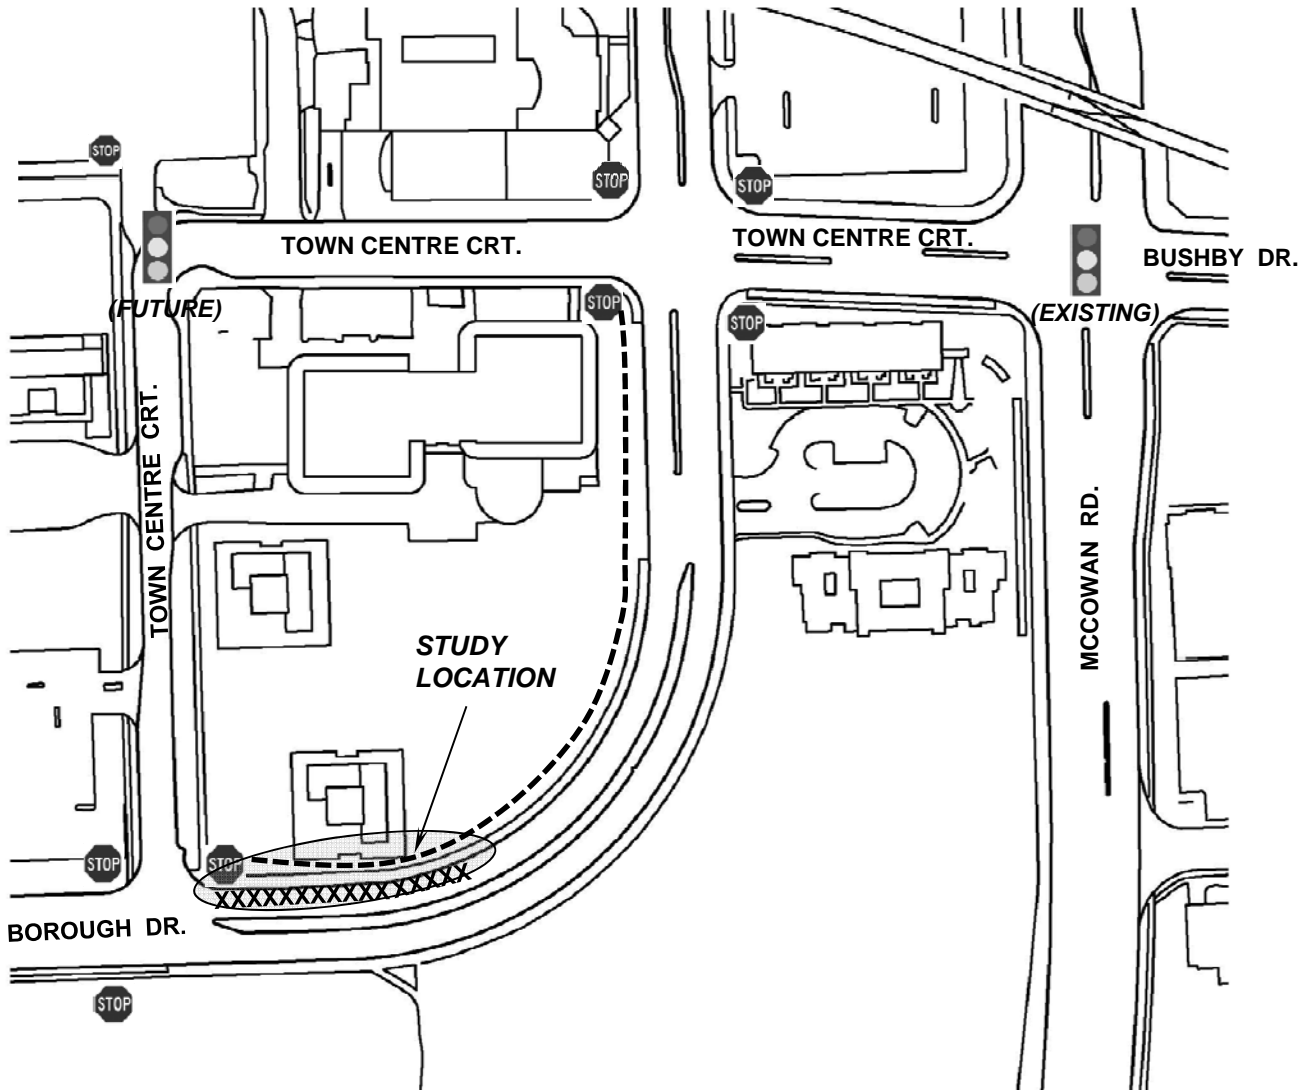 STOP
STOP
STOP
TOWN CENTRE CRT.
TOWN CENTRE CRT.
BUSHBY DR.
(FUTURE)
STOP
STOP
(EXISTING)
TOWN CENTRE CRT.
MCCOWAN RD.
STUDY
LOCATION
STOP
STOP
XXXXXXXXXXXXXXXX
BOROUGH DR.
STOP